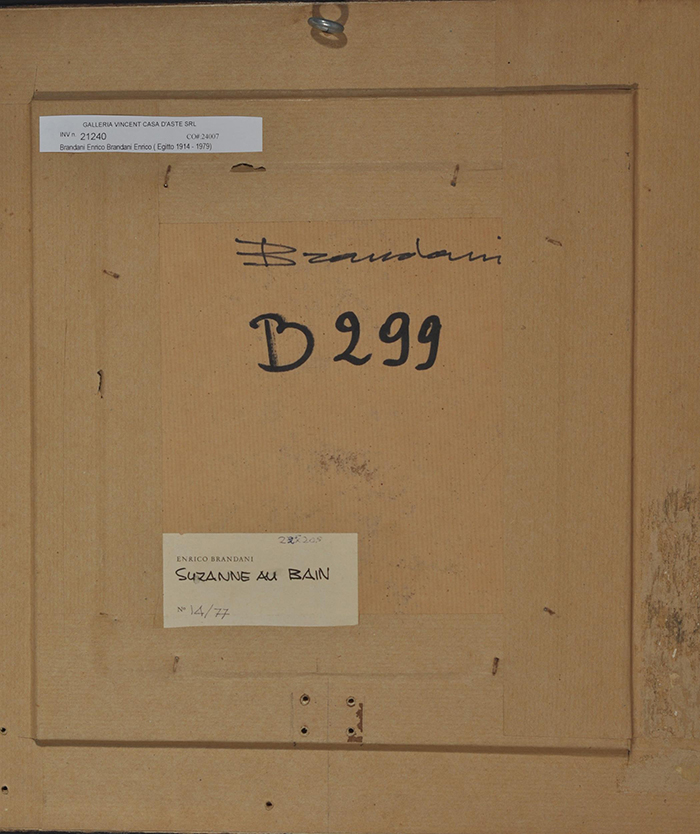 GALLERIA VINCENT CASA D'ASTE SRL
INV n. 21240 CO#:24007
Brandani Enrico Brandani Enrico ( Egitto 1914 - 1979)
Brandani
B 299
ENRICO BRANDANI
SUZANNE AU BAIN
Nº 14/77